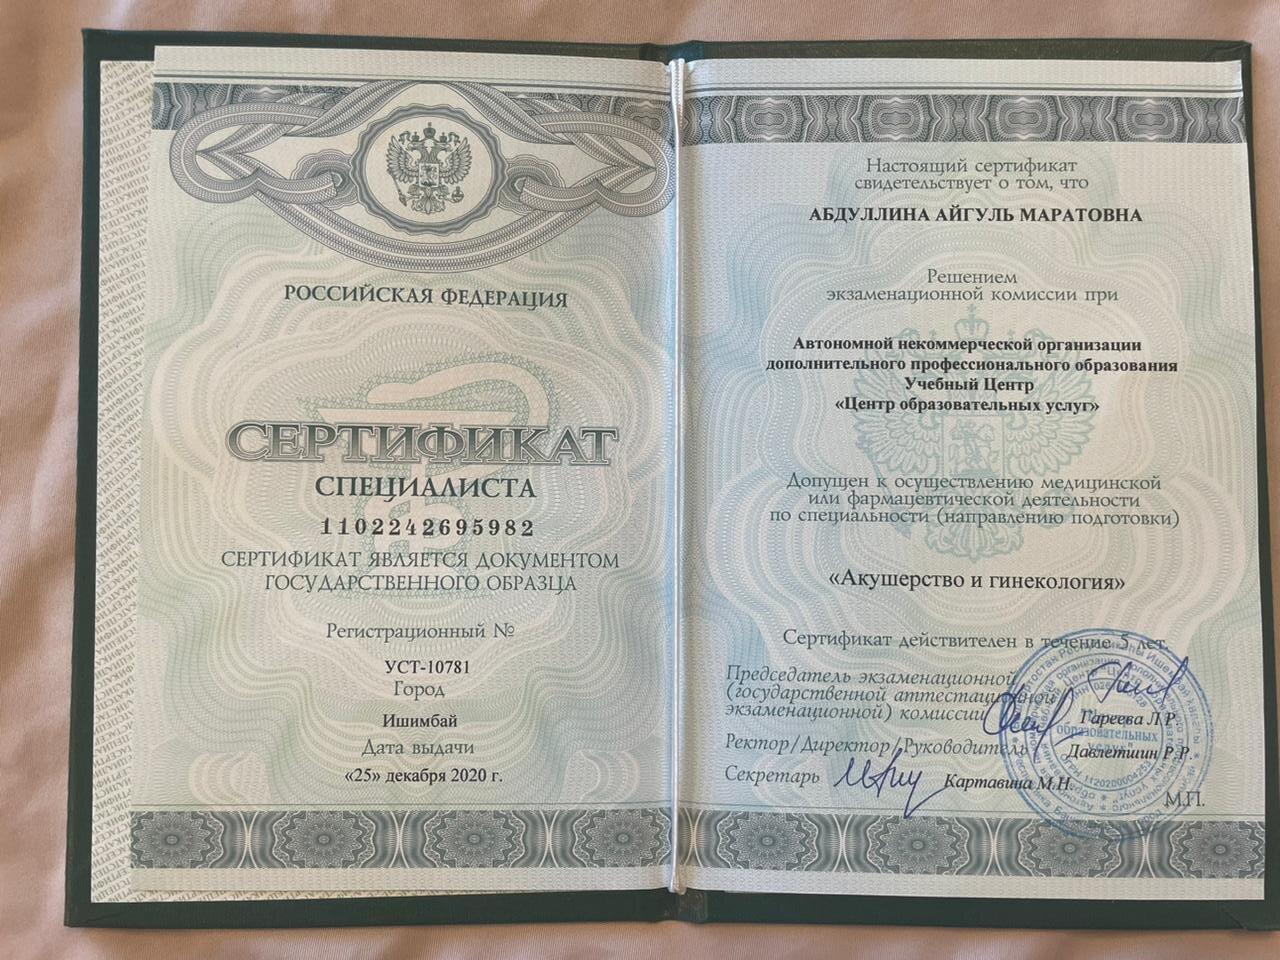 РОССИЙСКАЯ ФЕДЕРАЦИЯ
СЕРТИФИКАТ
СПЕЦИАЛИСТА
1102242695982
СЕРТИФИКАТ ЯВЛЯЕТСЯ ДОКУМЕНТОМ
ГОСУДАРСТВЕННОГО ОБРАЗЦА
Регистрационный №
УСТ-10781
Город
Ишимбай
Дата выдачи
«25» декабря 2020 г.
Настоящий сертификат
свидетельствует о том, что
АБДУЛЛИНА АЙГУЛЬ МАРАТОВНА
Решением
экзаменационной комиссии при
Автономной некоммерческой организации
дополнительного профессионального образования
Учебный Центр
«Центр образовательных услуг»
Допущен к осуществлению медицинской
или фармацевтической деятельности
по специальности (направлению подготовки)
«Акушерство и гинекология»
Сертификат действителен в течение 5 лет.
Председатель экзаменационной
(государственной аттестационной
экзаменационной) комиссии
Гареева Л.Р.
Ректор/Директор/Руководитель
Давлетшин Р.Р.
Секретарь
Картавина М.Н.
М.П.
образовательных
услуг"